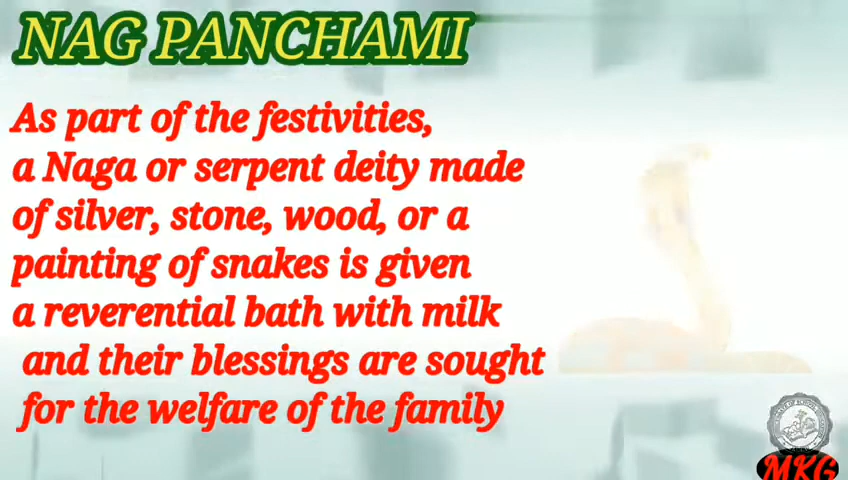 NAG PANCHAMI
As part of the festivities,
a Naga or serpent deity made
of silver, stone, wood, or a
painting of snakes is given
a reverential bath with milk
and their blessings are sought
for the welfare of the family
MKG